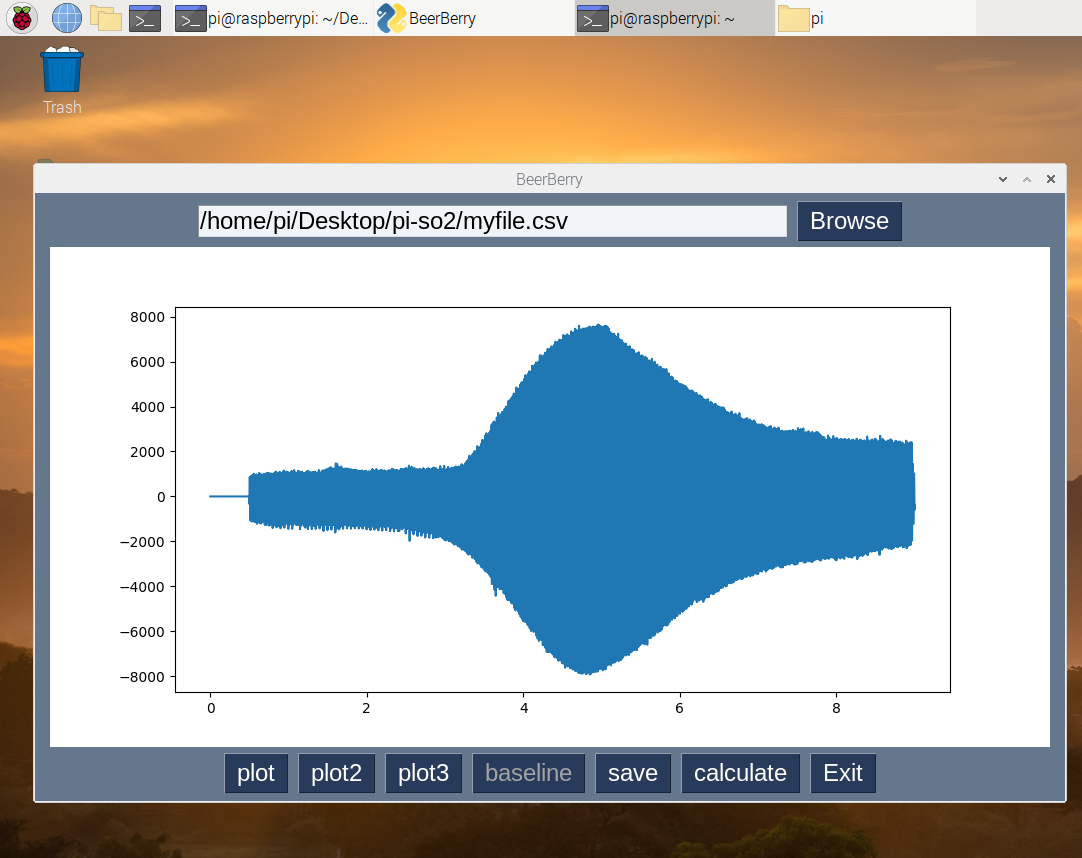 pi@raspberrypi: ~/De... BeerBerry pi@raspberrypi: ~ pi
Trash
BeerBerry
/home/pi/Desktop/pi-so2/myfile.csv Browse
8000
6000
4000
2000
0
−2000
−4000
−6000
−8000
0 2 4 6 8
plot plot2 plot3 baseline save calculate Exit